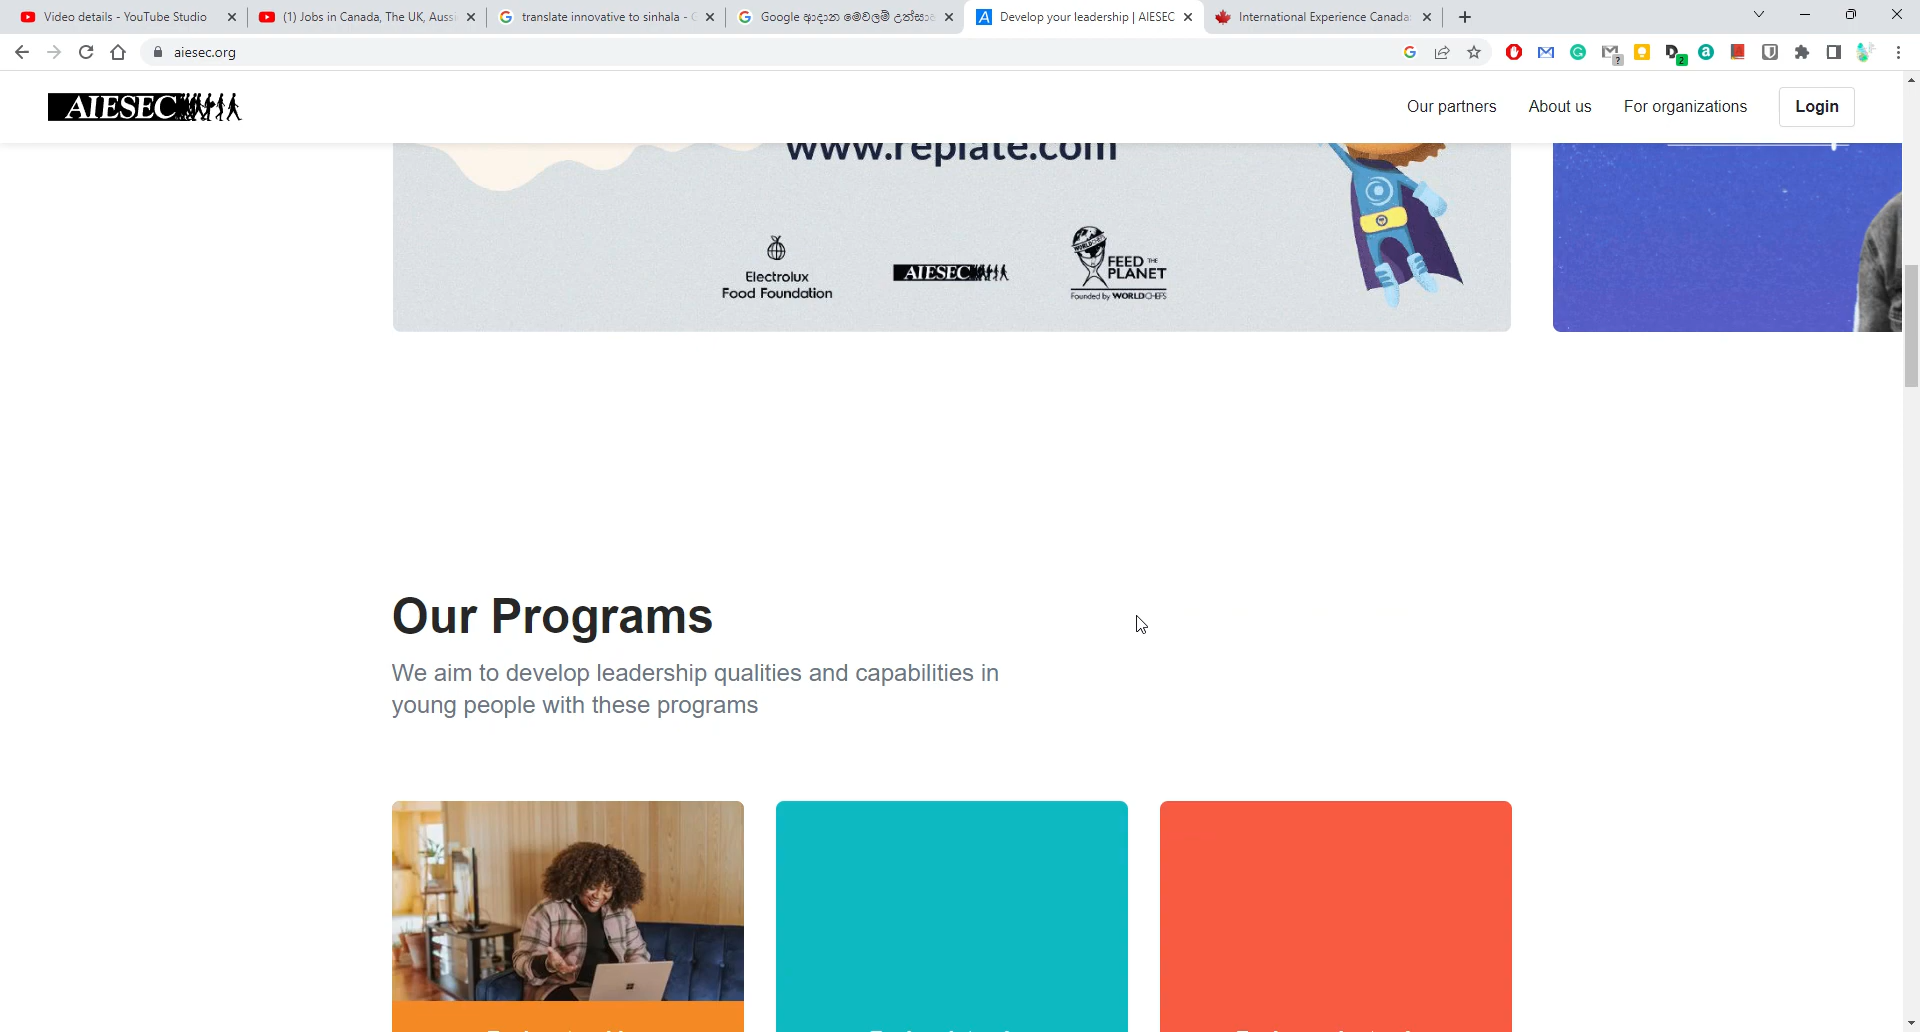 Video details - YouTube Studio
(1) Jobs in Canada, The UK, Aussi
translate innovative to sinhala -
Google ආදාන මෙවලම් උත්සාහ
Develop your leadership | AIESEC
International Experience Canada
aiesec.org
AIESEC
Our partners
About us
For organizations
Login
www.replate.com
Electrolux
Food Foundation
AIESEC
WORLDCHEFS
FEED THE
PLANET
Founded by WORLDCHEFS
Our Programs
We aim to develop leadership qualities and capabilities in
young people with these programs